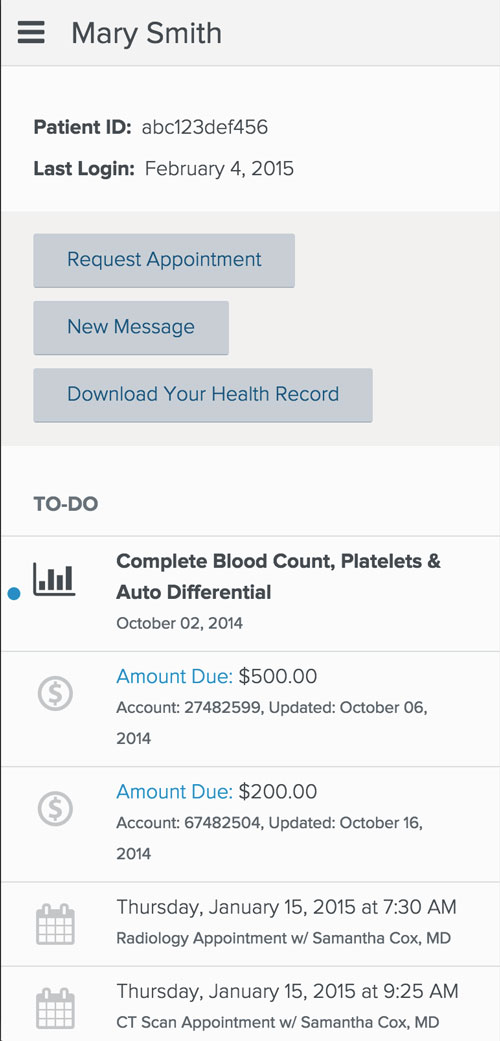 Mary Smith
Patient ID: abc123def456
Last Login: February 4, 2015
Request Appointment
New Message
Download Your Health Record
TO-DO
Complete Blood Count, Platelets &
Auto Differential
October 02, 2014
Amount Due: $500.00
Account: 27482599, Updated: October 06,
2014
Amount Due: $200.00
Account: 67482504, Updated: October 16,
2014
Thursday, January 15, 2015 at 7:30 AM
Radiology Appointment w/ Samantha Cox, MD
Thursday, January 15, 2015 at 9:25 AM
CT Scan Appointment w/ Samantha Cox, MD